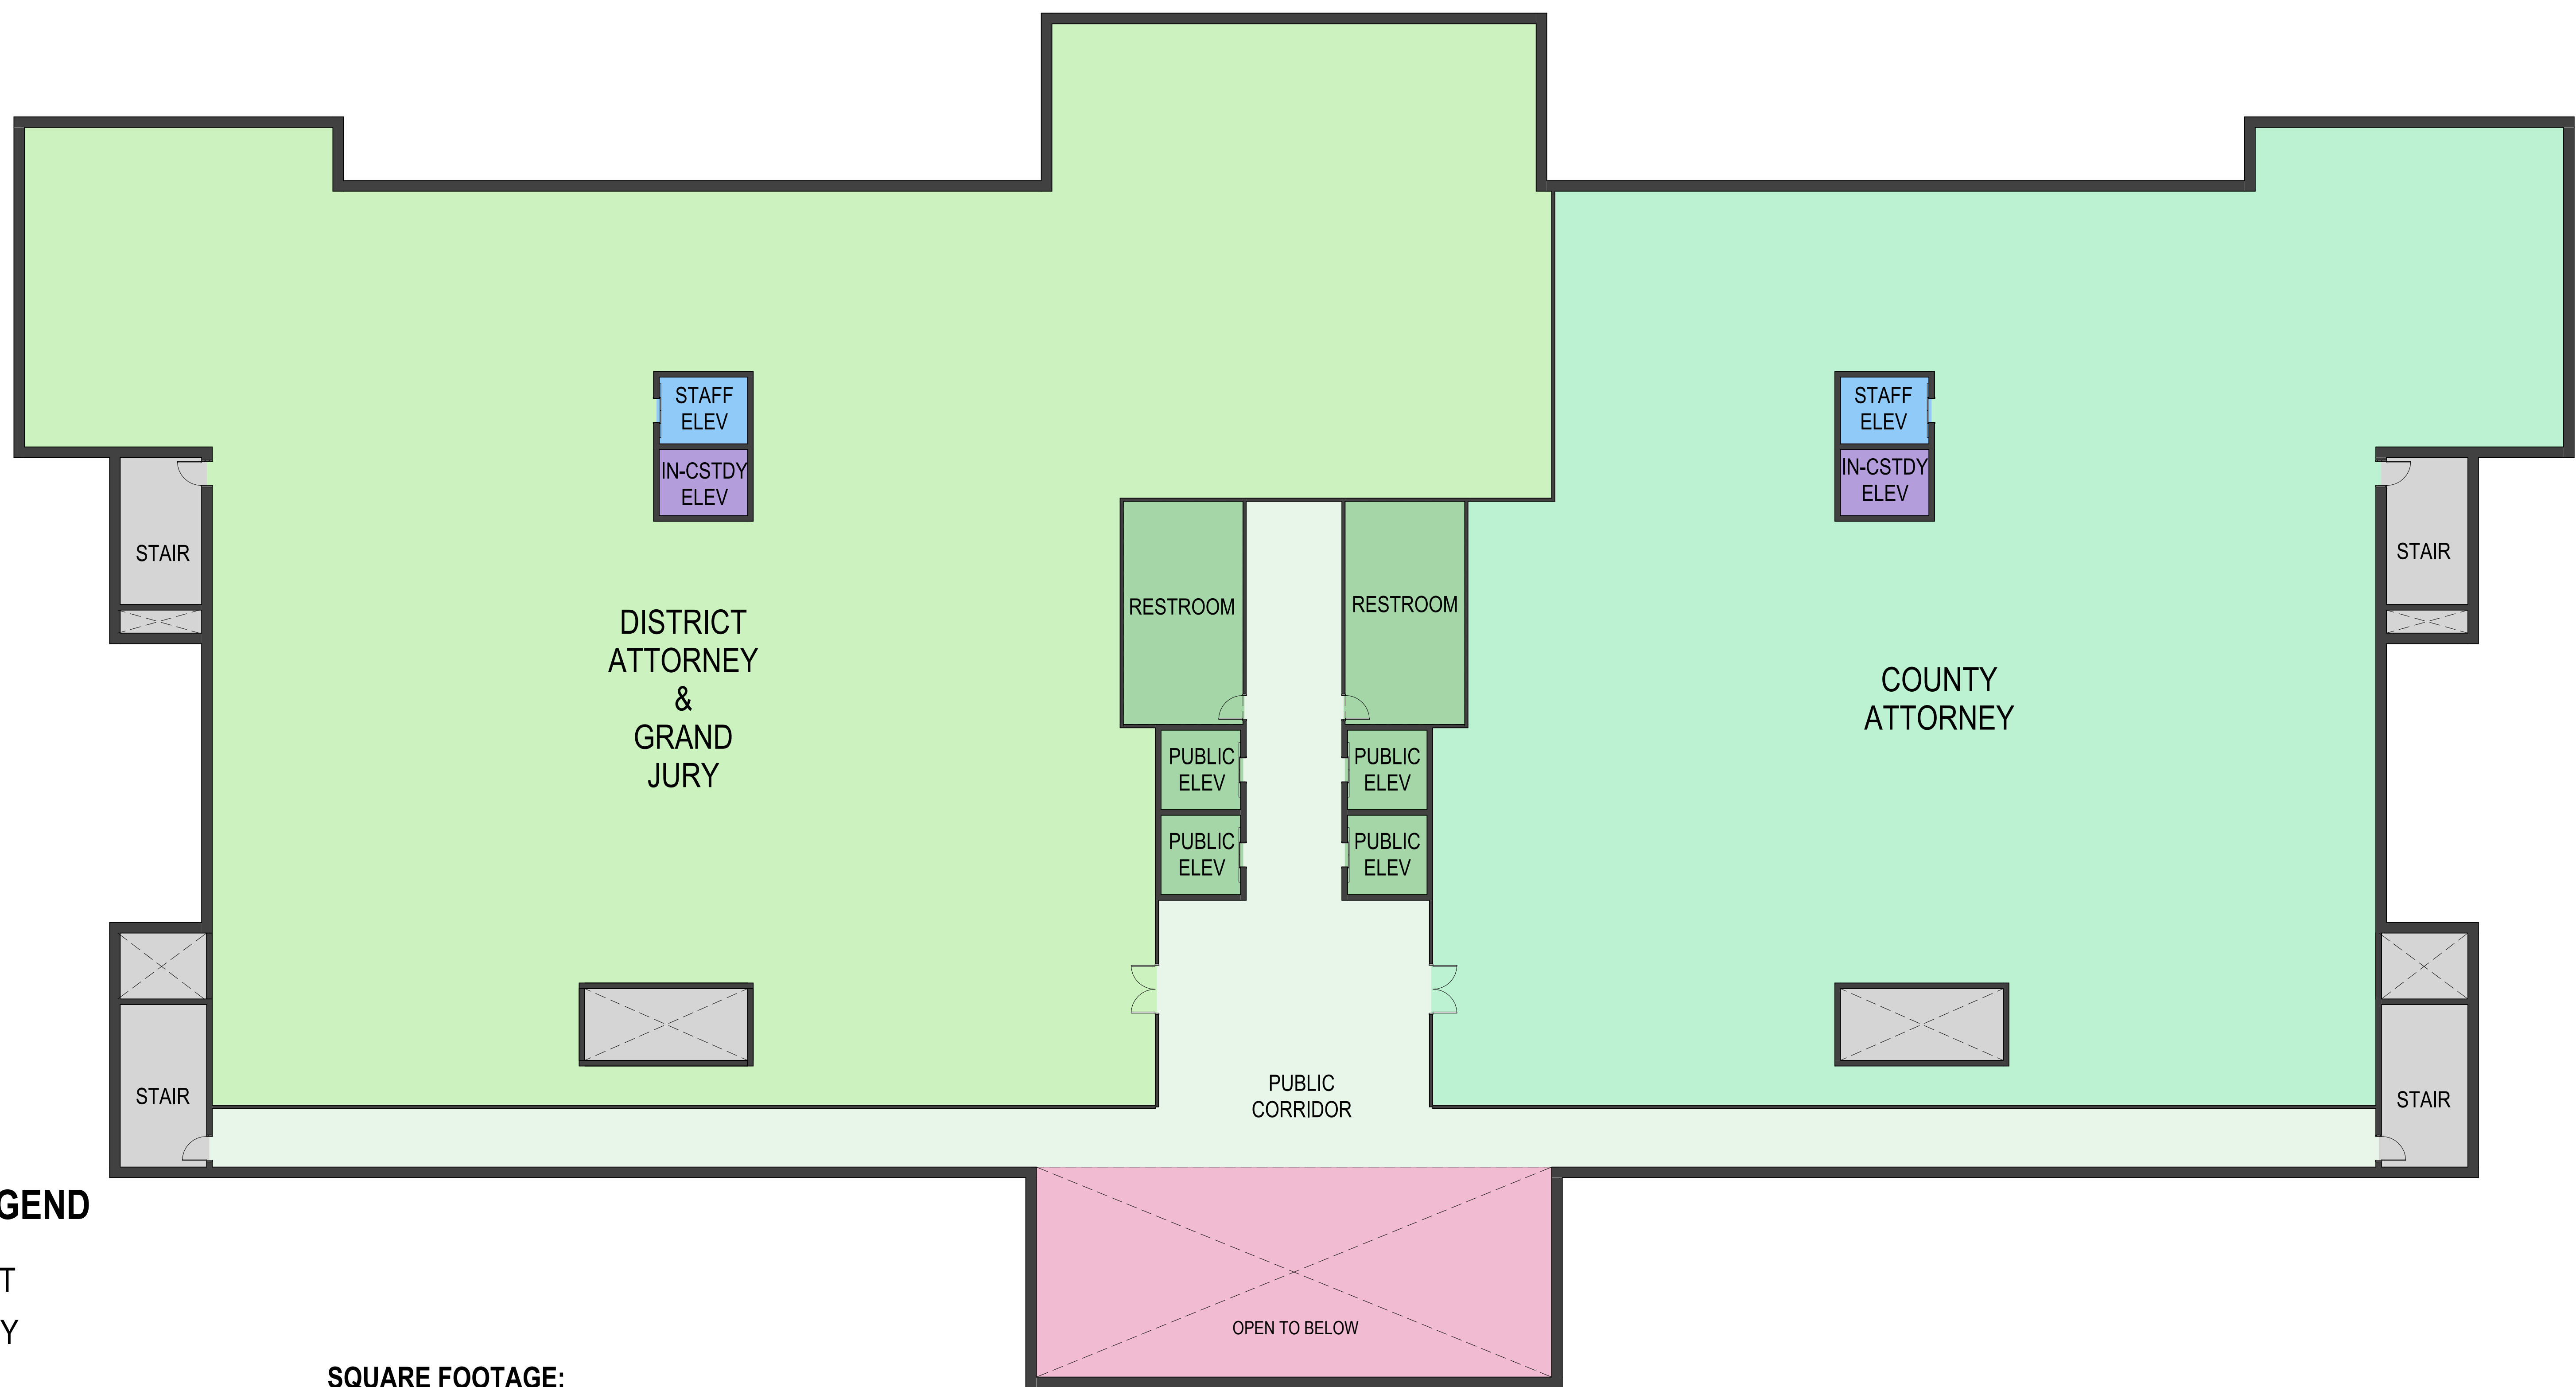 STAFF
ELEV
IN-CSTDY
ELEV
STAFF
ELEV
IN-CSTDY
ELEV
STAIR
STAIR
RESTROOM
RESTROOM
DISTRICT
ATTORNEY
&
GRAND
JURY
COUNTY
ATTORNEY
PUBLIC
ELEV
PUBLIC
ELEV
PUBLIC
ELEV
PUBLIC
ELEV
PUBLIC
CORRIDOR
STAIR
STAIR
GEND
T
Y
OPEN TO BELOW
SQUARE FOOTAGE: